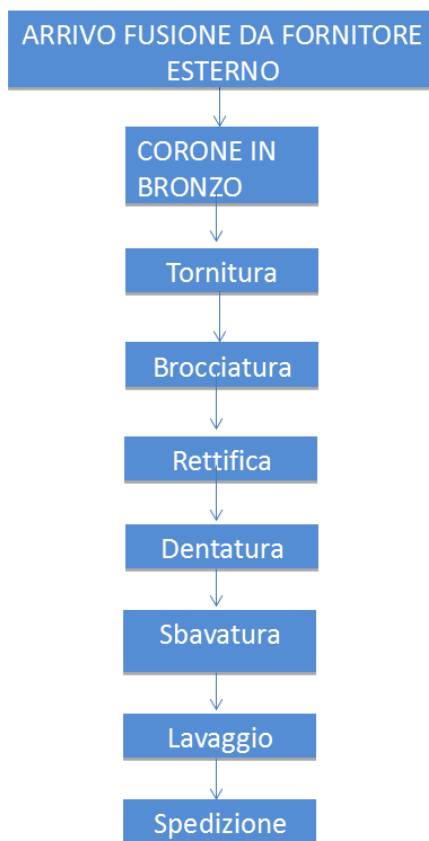 ARRIVO FUSIONE DA FORNITORE
ESTERNO
CORONE IN
BRONZO
Tornitura
Brocciatura
Rettifica
Dentatura
Sbavatura
Lavaggio
Spedizione